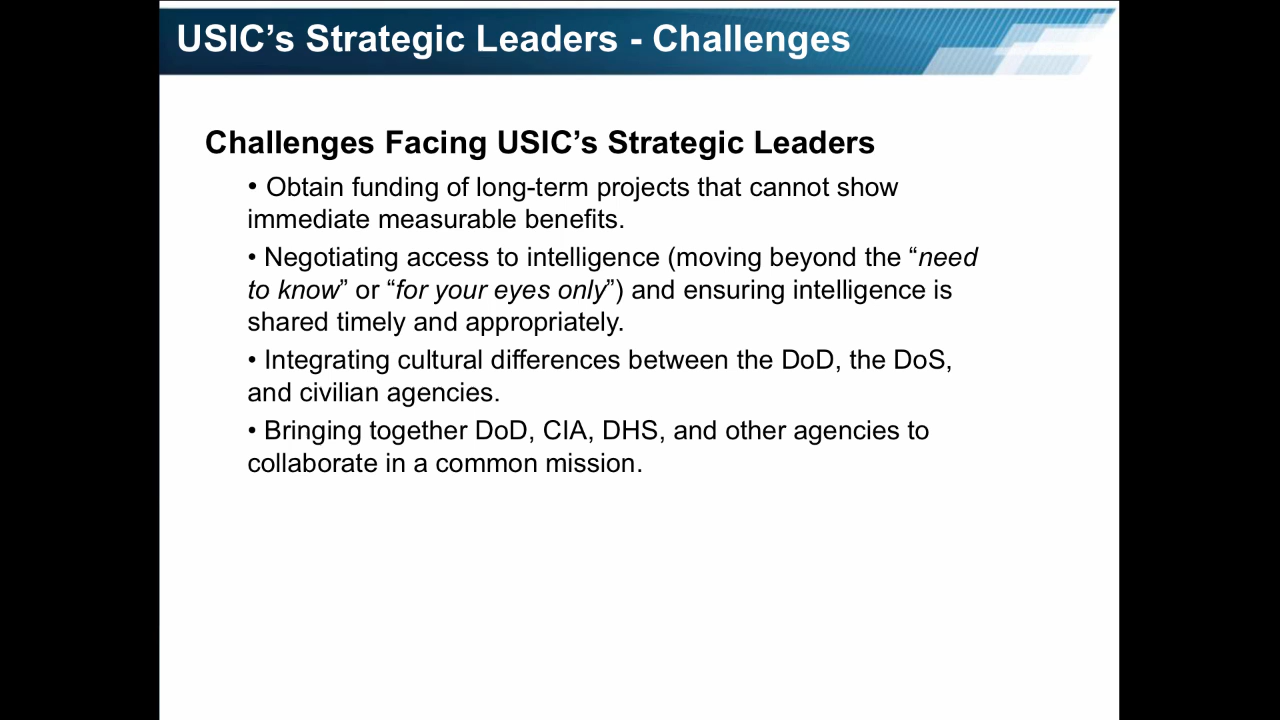 USIC’s Strategic Leaders - Challenges
Challenges Facing USIC’s Strategic Leaders
• Obtain funding of long-term projects that cannot show
immediate measurable benefits.
• Negotiating access to intelligence (moving beyond the “need
to know” or “for your eyes only”) and ensuring intelligence is
shared timely and appropriately.
• Integrating cultural differences between the DoD, the DoS,
and civilian agencies.
• Bringing together DoD, CIA, DHS, and other agencies to
collaborate in a common mission.